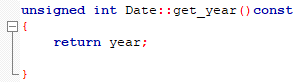 unsigned int Date::get_year()const
{
return year;
}